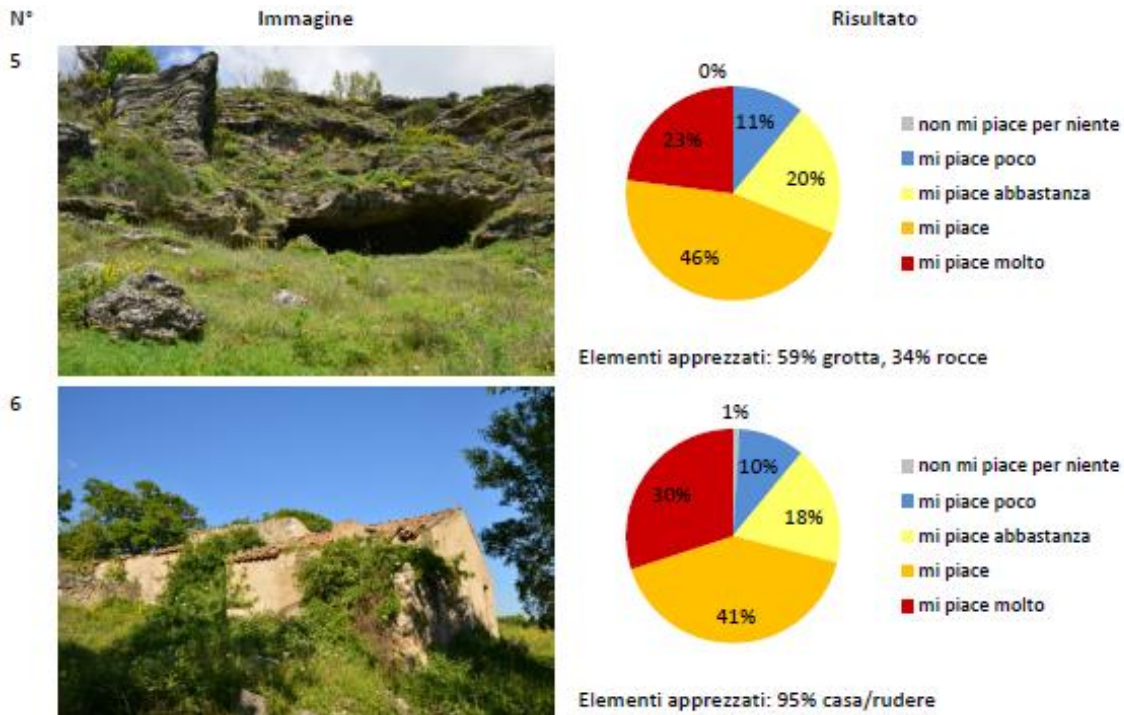 N° Immagine Risultato
5
0%
11%
23%
20%
46%
non mi piace per niente
mi piace poco
mi piace abbastanza
mi piace
mi piace molto
Elementi apprezzati: 59% grotta, 34% rocce
6
1%
10%
30%
18%
41%
non mi piace per niente
mi piace poco
mi piace abbastanza
mi piace
mi piace molto
Elementi apprezzati: 95% casa/rudere